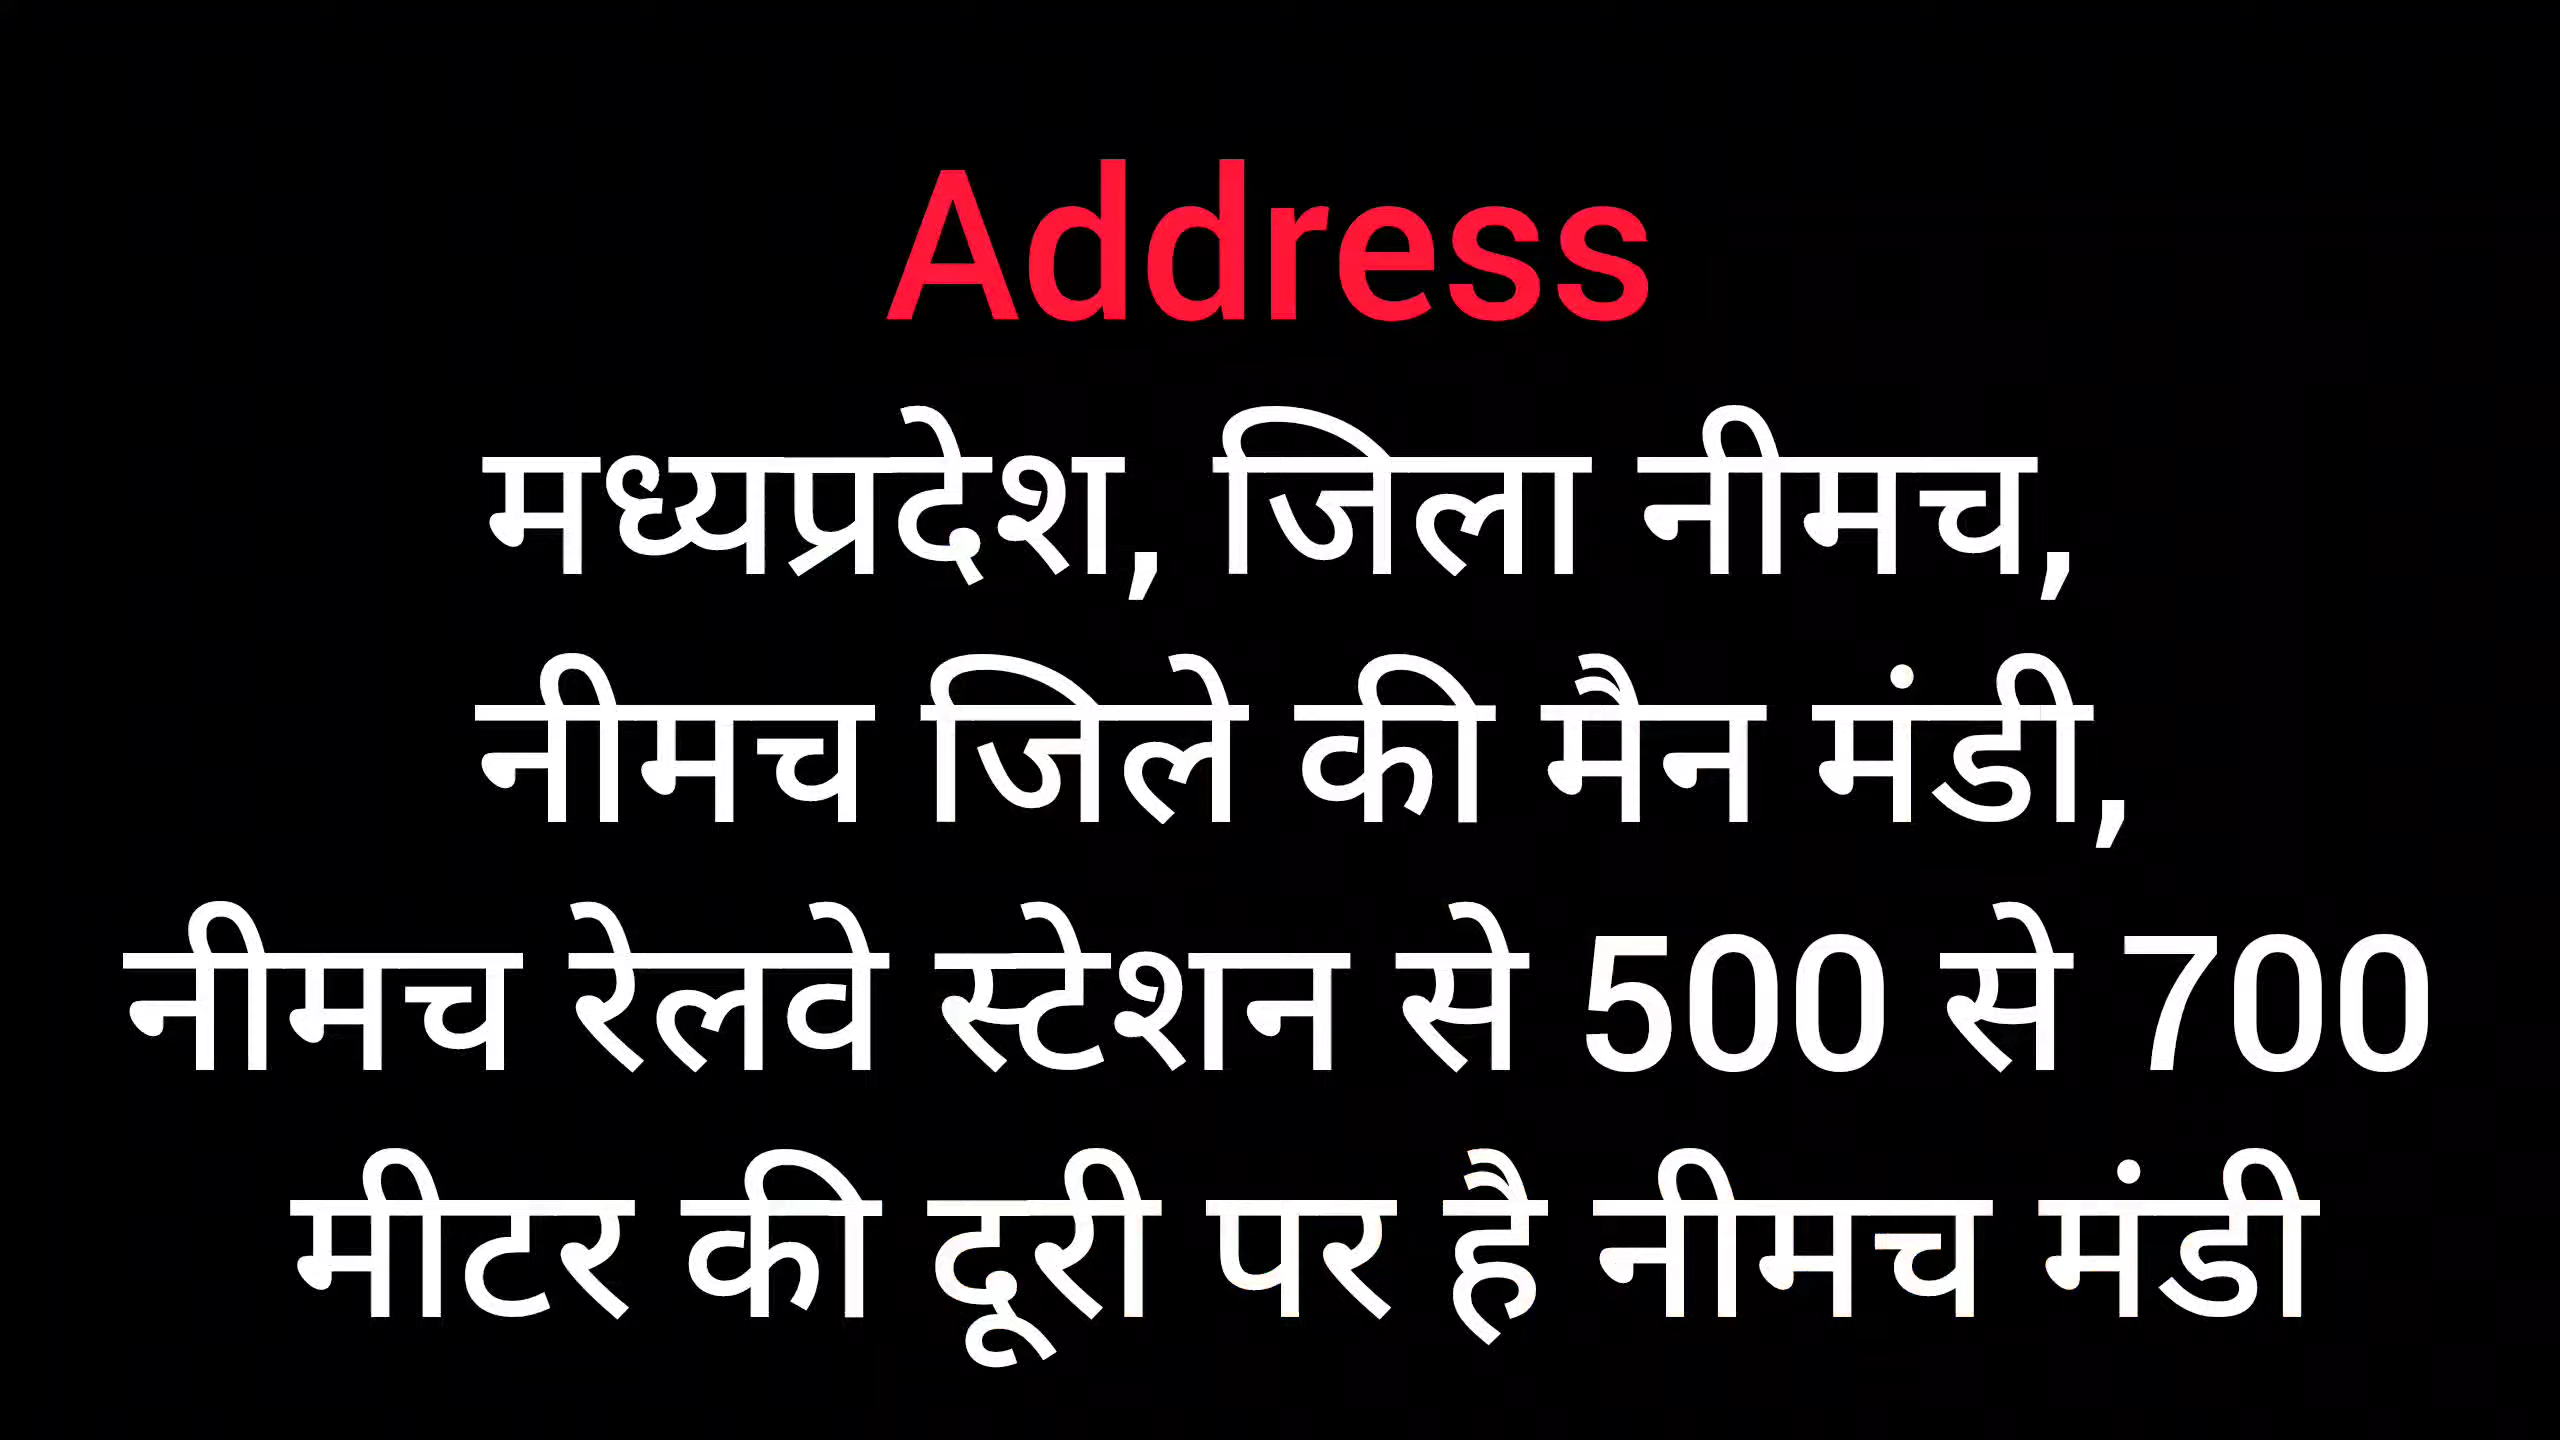 Address
मध्यप्रदेश, जिला नीमच,
नीमच जिले की मैन मंडी,
नीमच रेलवे स्टेशन से 500 से 700
मीटर की दूरी पर है नीमच मंडी